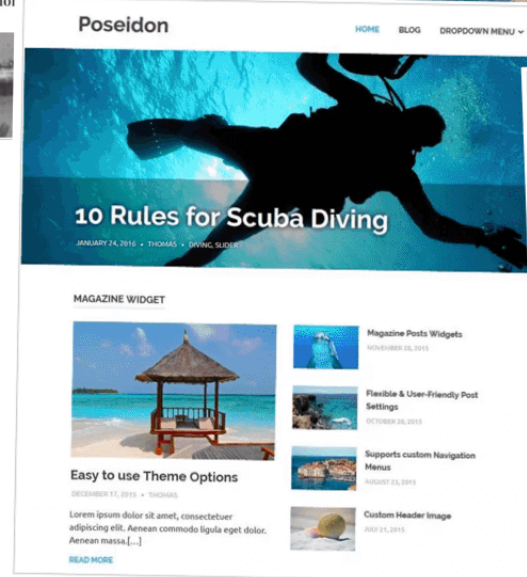 Poseidon
HOME BLOG DROPDOWN MENU
10 Rules for Scuba Diving
JANUARY 24, 2016 • THOMAS • DIVING, SLIDER
MAGAZINE WIDGET
Easy to use Theme Options
DECEMBER 17, 2015 • THOMAS
Lorem ipsum dolor sit amet, consectetuer
adipiscing elit. Aenean commodo ligula eget dolor.
Aenean massa.[...]
READ MORE
Magazine Posts Widgets
NOVEMBER 28, 2015
Flexible & User-Friendly Post
Settings
OCTOBER 26, 2015
Supports custom Navigation
Menus
AUGUST 23, 2015
Custom Header Image
JULY 21, 2015